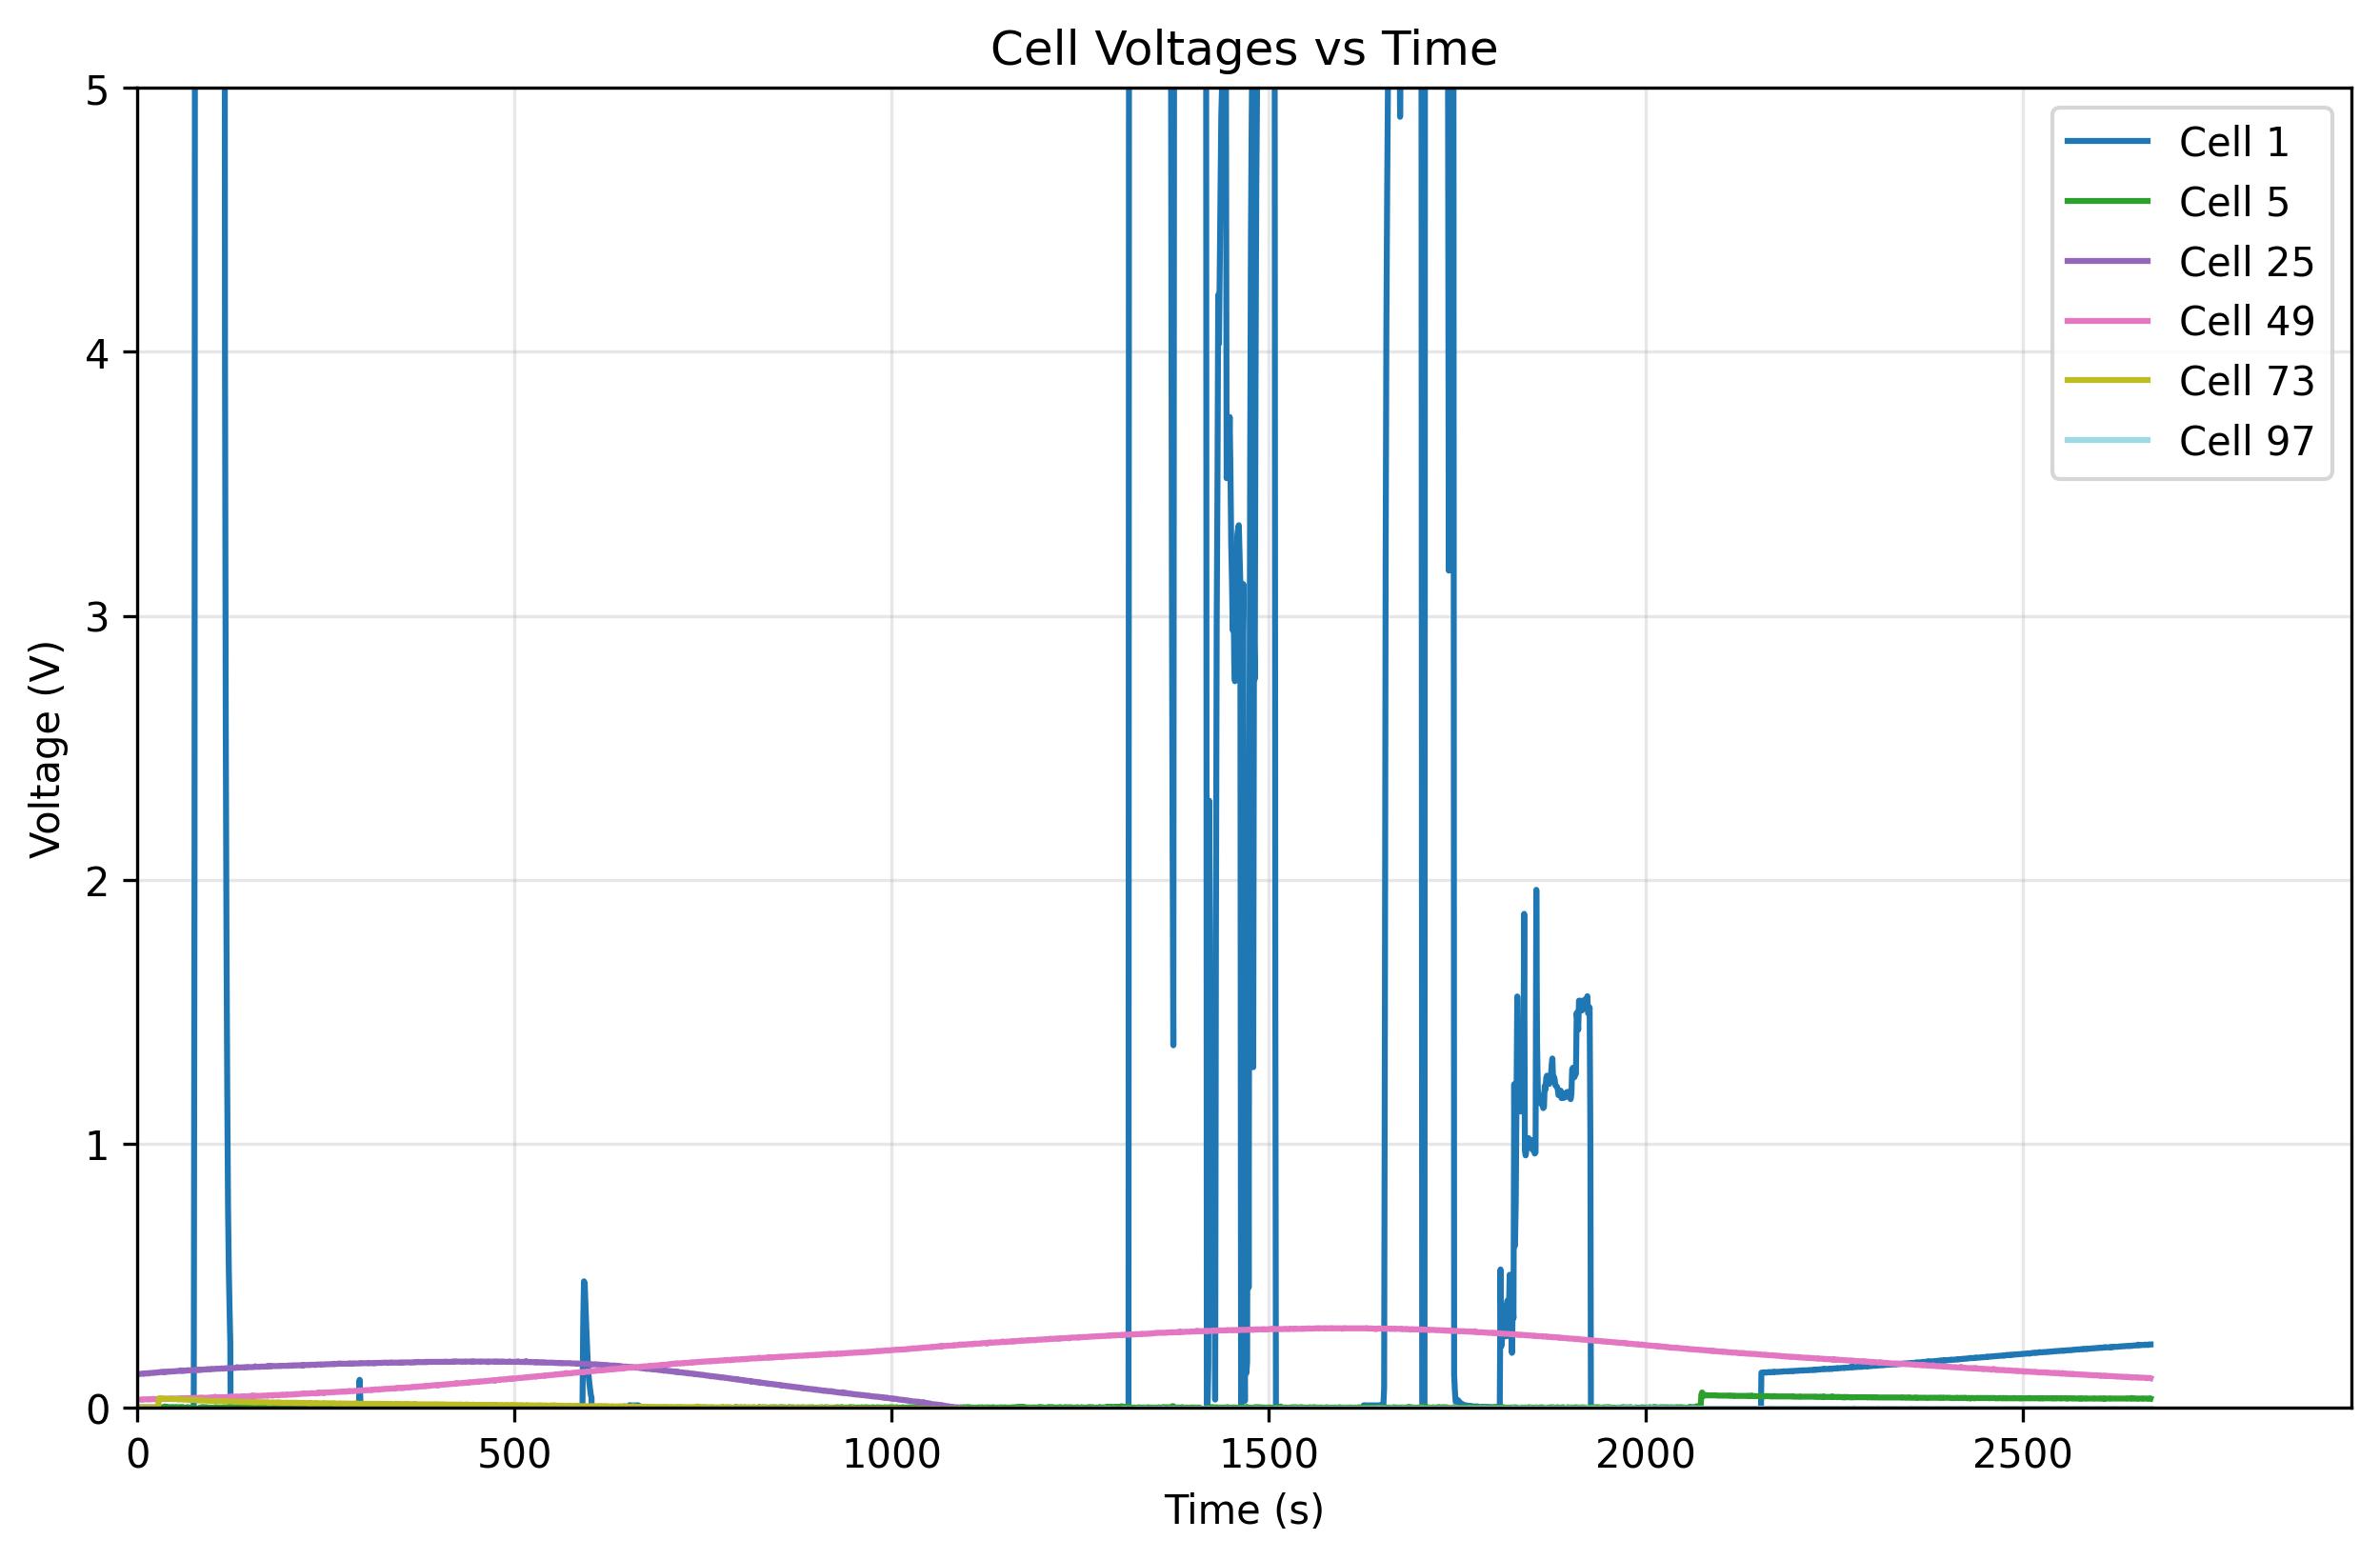 Cell Voltages vs Time
5
4
3
2
1
0
Voltage (V)
0 500 1000 1500 2000 2500
Time (s)
Cell 1
Cell 5
Cell 25
Cell 49
Cell 73
Cell 97